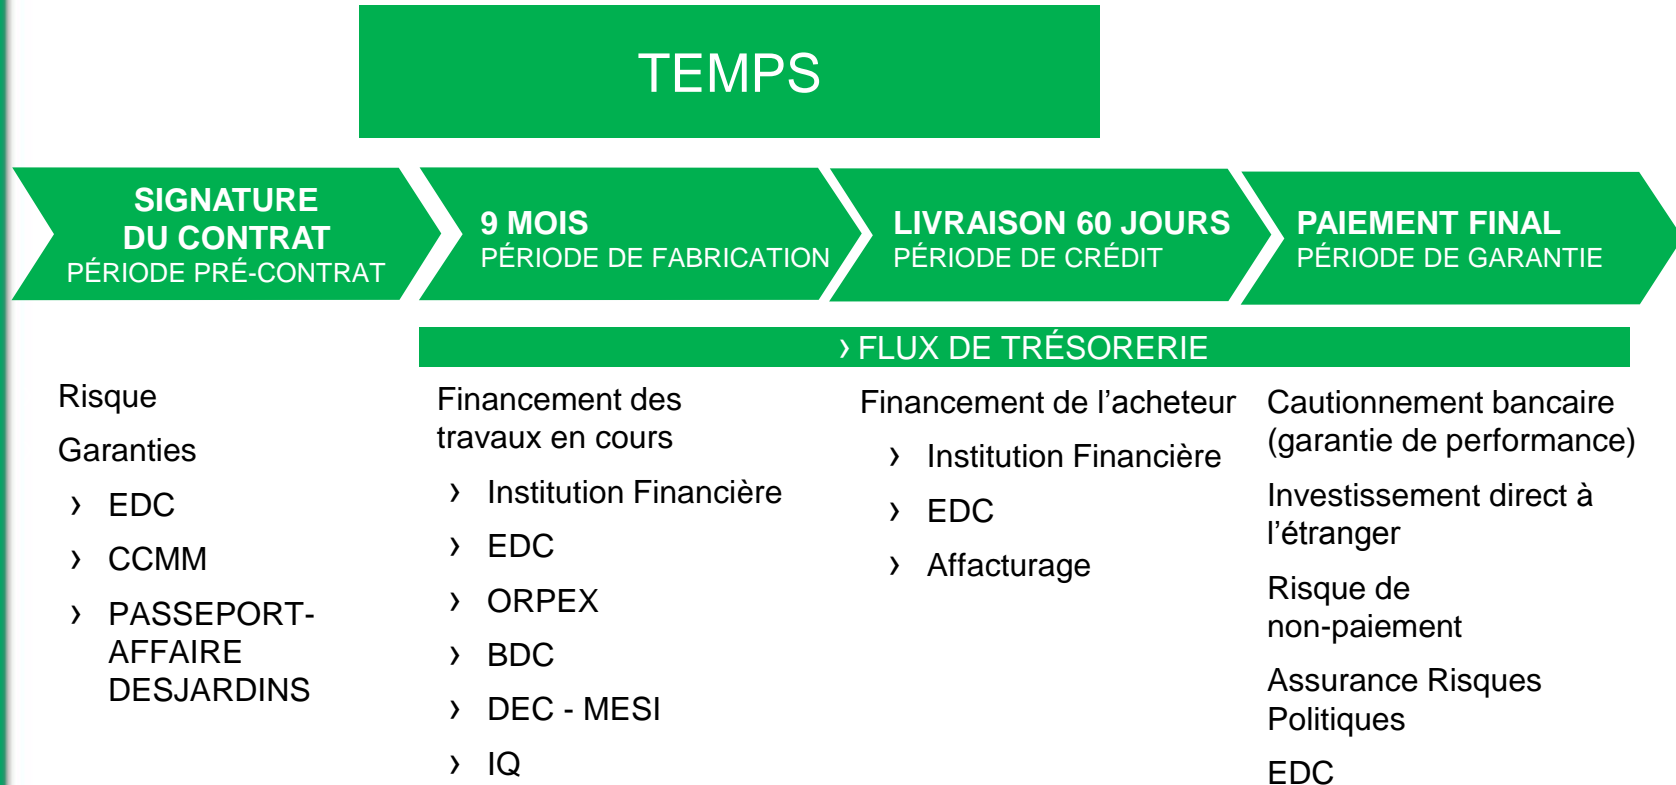 TEMPS
SIGNATURE
DU CONTRAT
PÉRIODE PRÉ-CONTRAT
9 MOIS
PÉRIODE DE FABRICATION
LIVRAISON 60 JOURS
PÉRIODE DE CRÉDIT
PAIEMENT FINAL
PÉRIODE DE GARANTIE
› FLUX DE TRÉSORERIE
Risque
Garanties
› EDC
› CCMM
› PASSEPORT-
AFFAIRE
DESJARDINS
Financement des
travaux en cours
› Institution Financière
› EDC
› ORPEX
› BDC
› DEC - MESI
› IQ
Financement de l’acheteur
› Institution Financière
› EDC
› Affacturage
Cautionnement bancaire
(garantie de performance)
Investissement direct à
l’étranger
Risque de
non-paiement
Assurance Risques
Politiques
EDC